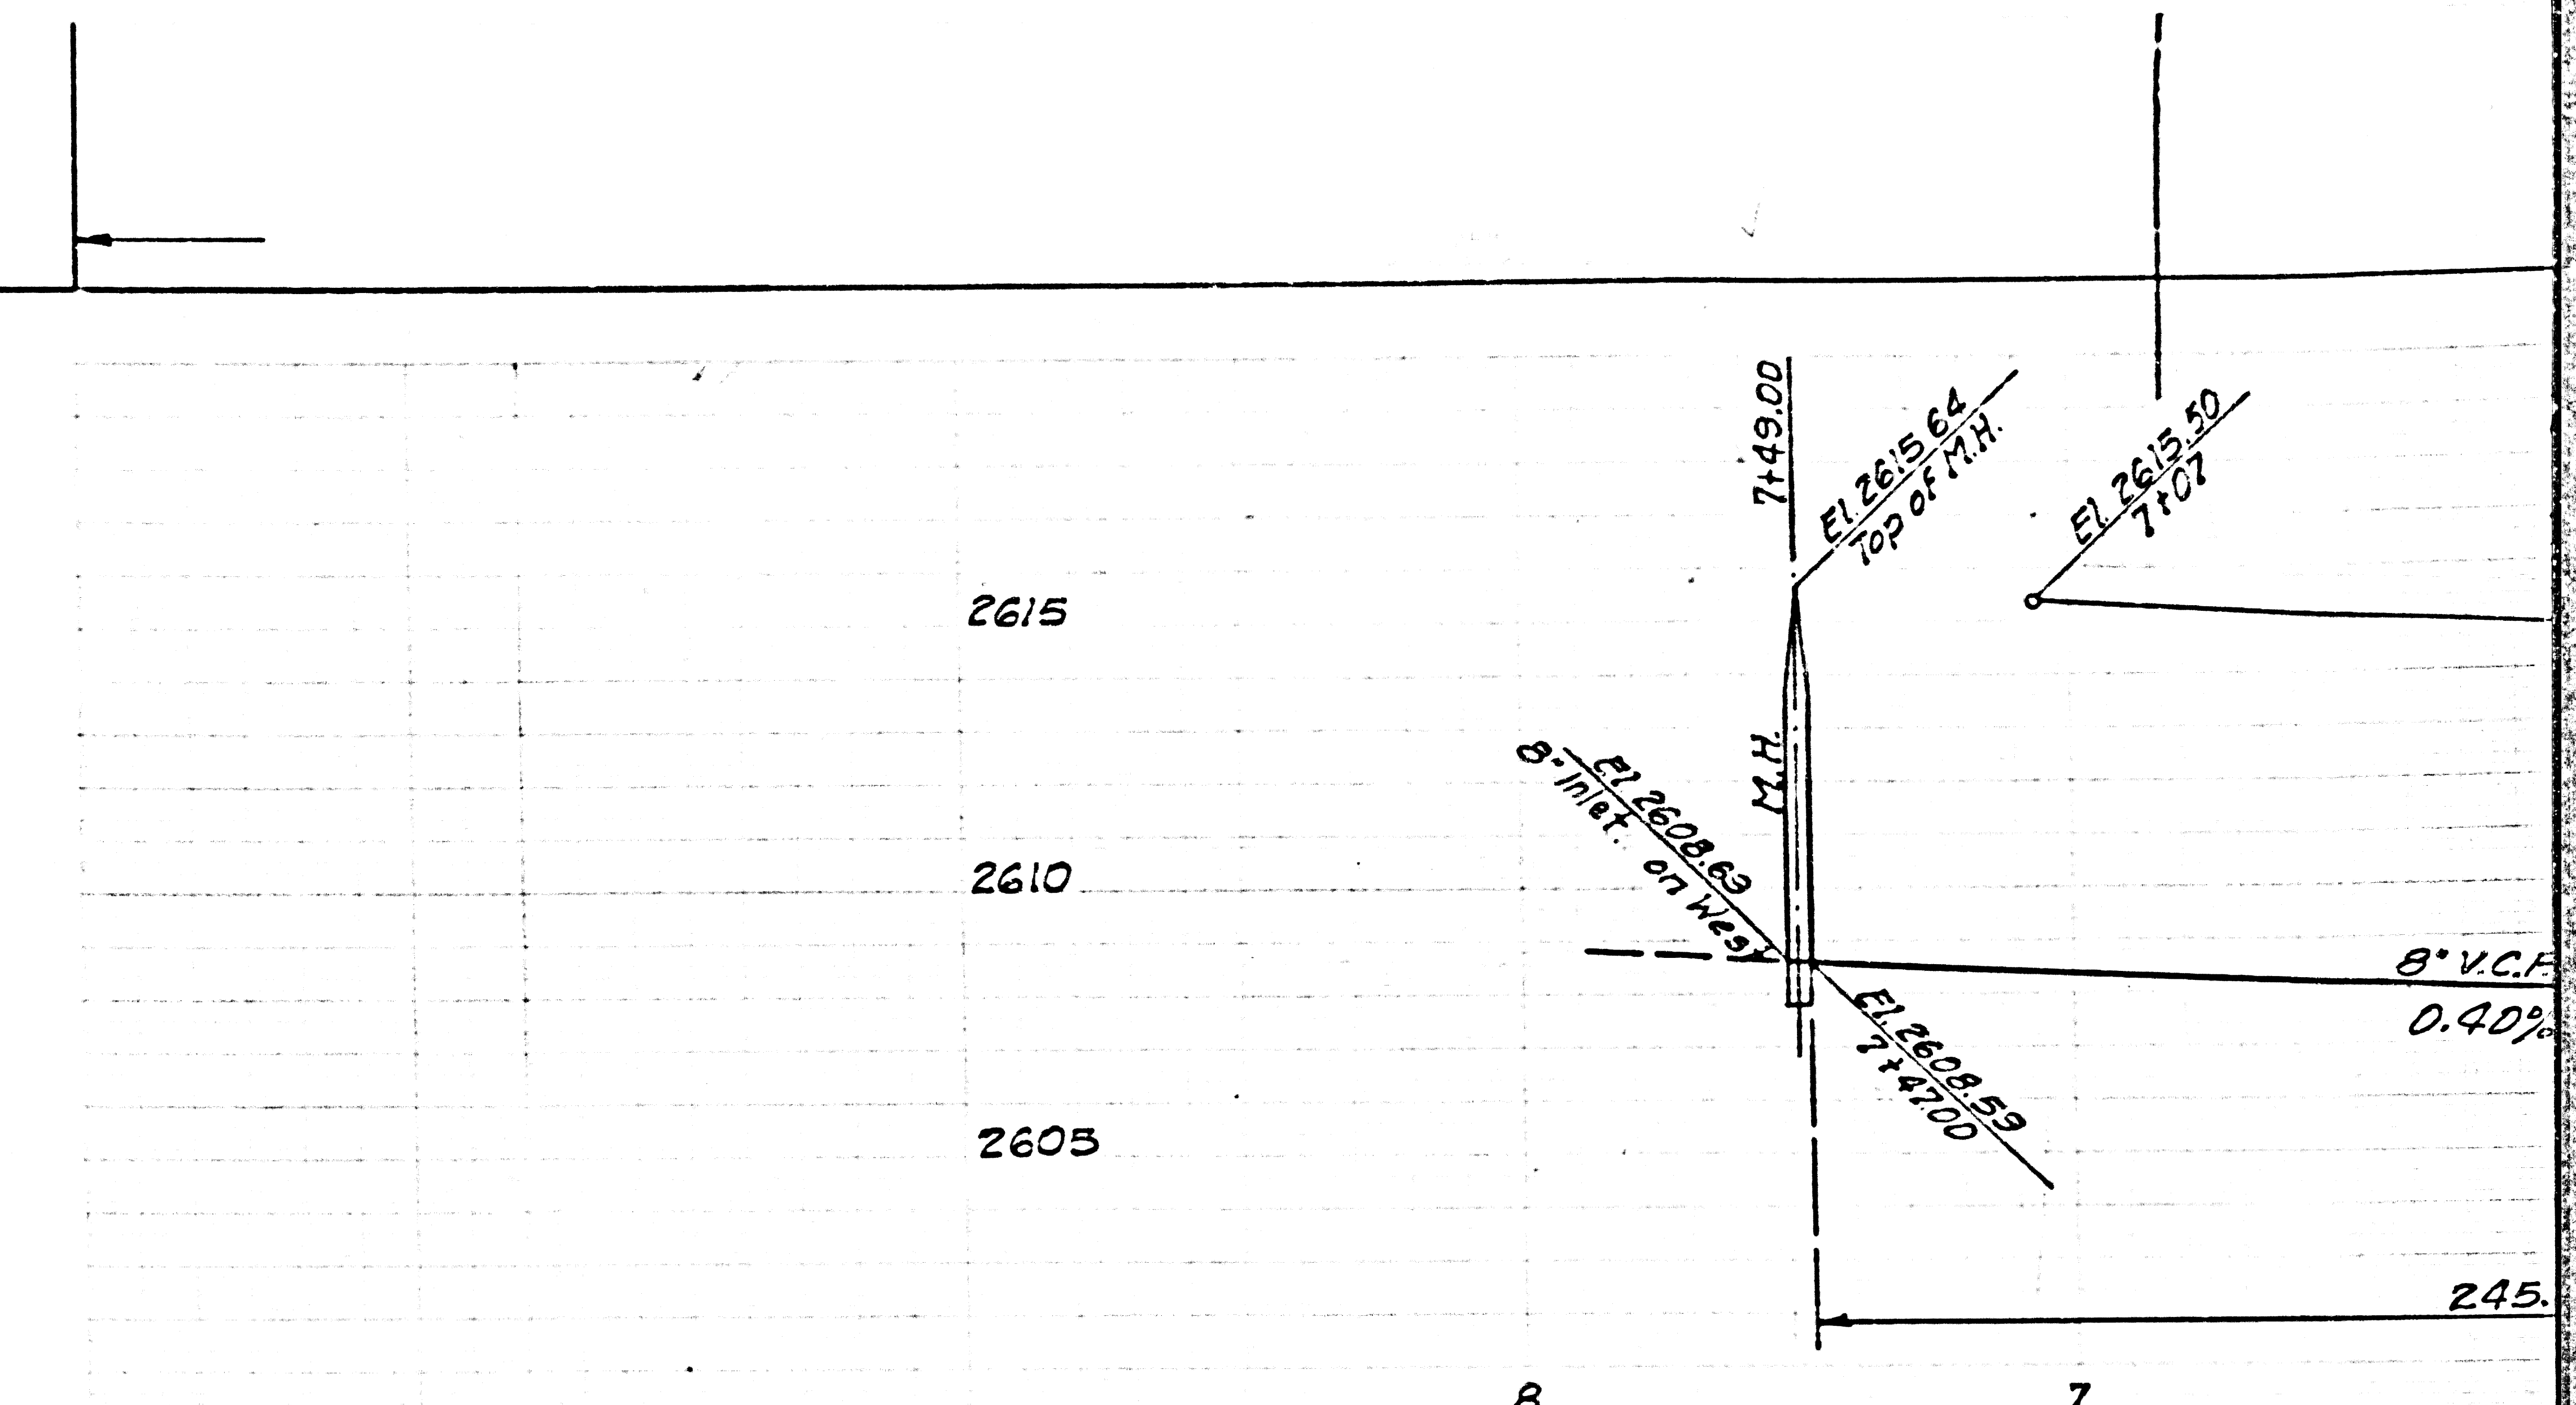 7+49.00
El. 2615.64
Top of M.H.
El. 2615.50
7+07
2615
M.H.
El 2608.63
8" Inlet. on West
2610
8" V.C.P.
0.40%
El. 2608.59
7+47.00
2605
245.
8
7